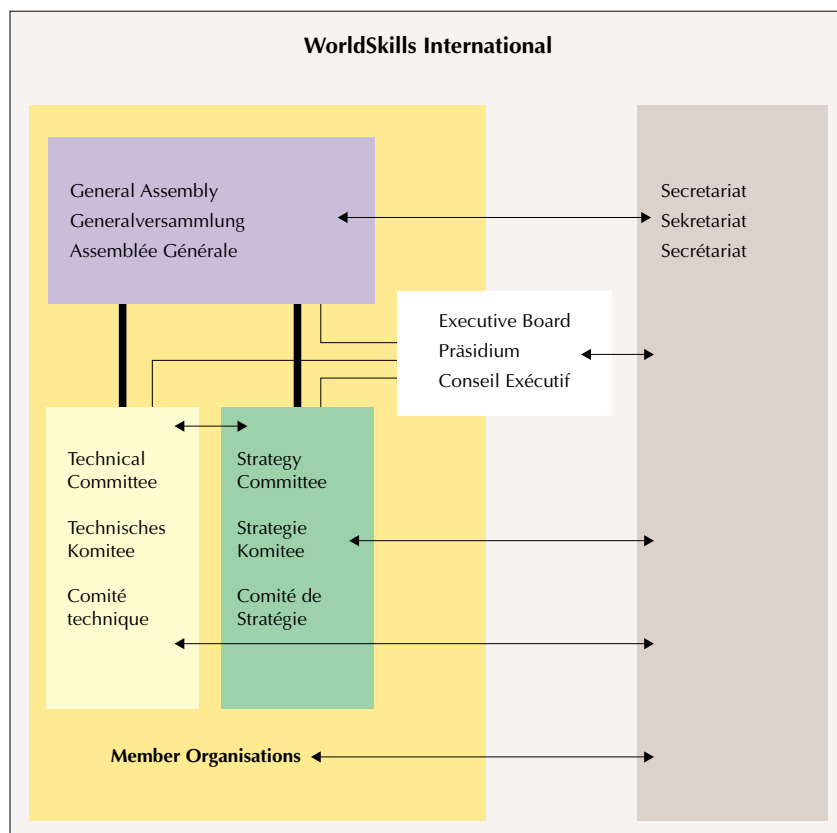 WorldSkills International
General Assembly
Generalversammlung
Assemblée Générale
Secretariat
Sekretariat
Secrétariat
Executive Board
Präsidium
Conseil Exécutif
Technical
Committee
Technisches
Komitee
Comité
technique
Strategy
Committee
Strategie
Komitee
Comité de
Stratégie
Member Organisations